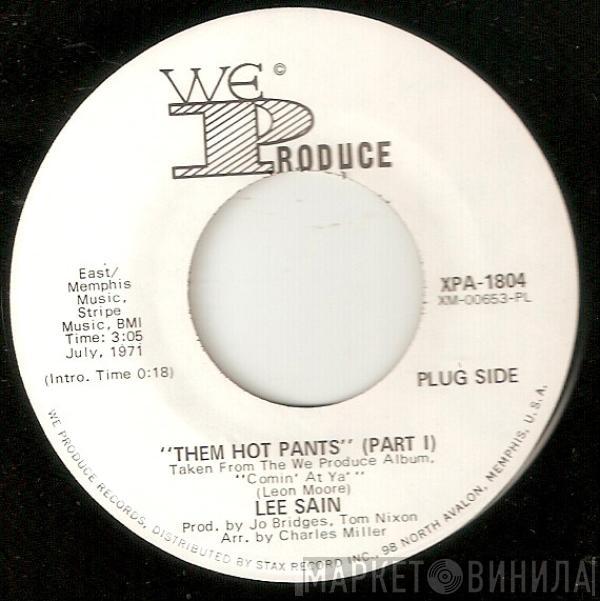 WE ©
PRODUCE
East/
Memphis
Music,
Stripe
Music, BMI
Time: 3:05
July, 1971
(Intro. Time 0:18)
XPA-1804
XM-00653-PL
PLUG SIDE
"THEM HOT PANTS" (PART I)
Taken From The We Produce Album,
"Comin' At Ya'"
(Leon Moore)
LEE SAIN
Prod. by Jo Bridges, Tom Nixon
Arr. by Charles Miller
WE PRODUCE RECORDS, DISTRIBUTED BY STAX RECORD INC., 98 NORTH AVALON, MEMPHIS, U.S.A.
МАРКЕТ ВИНИЛА